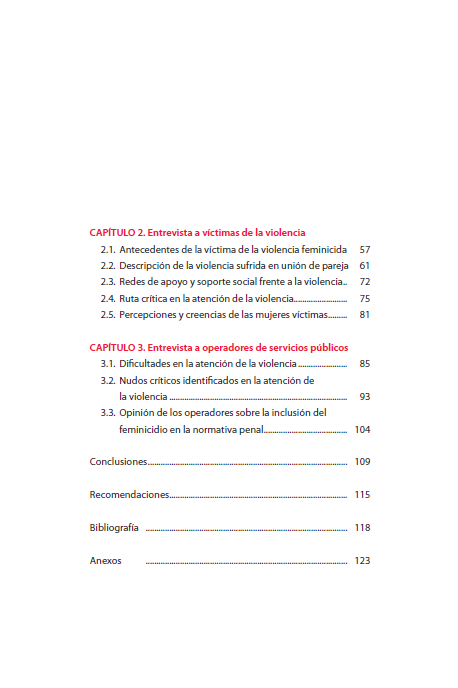 CAPÍTULO 2. Entrevista a víctimas de la violencia
2.1. Antecedentes de la víctima de la violencia feminicida 57
2.2. Descripción de la violencia sufrida en unión de pareja 61
2.3. Redes de apoyo y soporte social frente a la violencia.. 72
2.4. Ruta crítica en la atención de la violencia........................ 75
2.5. Percepciones y creencias de las mujeres víctimas......... 81
CAPÍTULO 3. Entrevista a operadores de servicios públicos
3.1. Dificultades en la atención de la violencia ...................... 85
3.2. Nudos críticos identificados en la atención de
la violencia ................................................................................ 93
3.3. Opinión de los operadores sobre la inclusión del
feminicidio en la normativa penal...................................... 104
Conclusiones.......................................................................................... 109
Recomendaciones................................................................................ 115
Bibliografía ........................................................................................... 118
Anexos ........................................................................................... 123